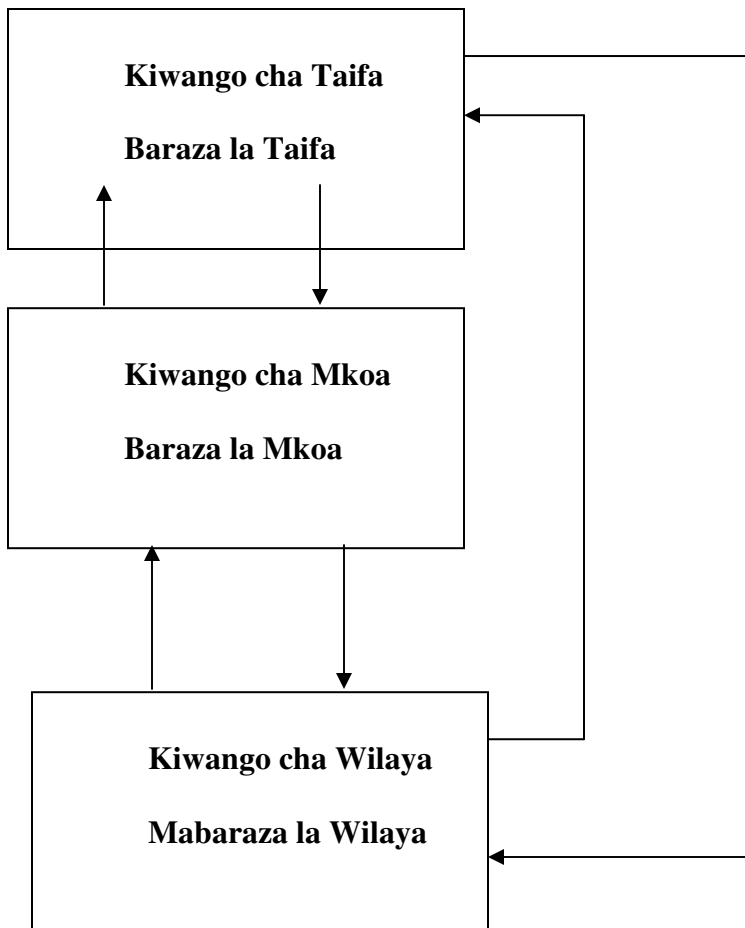 Kiwango cha Taifa
Baraza la Taifa
Kiwango cha Mkoa
Baraza la Mkoa
Kiwango cha Wilaya
Mabaraza la Wilaya